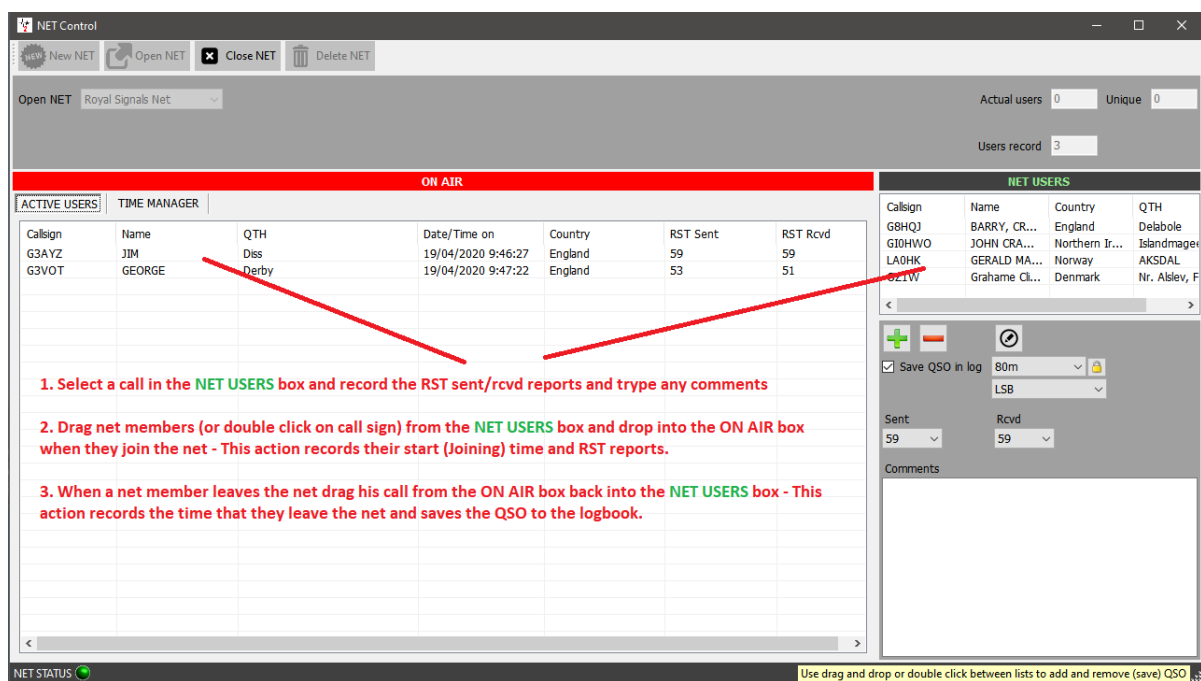 NET Control
New NET Open NET Close NET Delete NET
Open NET Royal Signals Net Actual users 0 Unique 0
Users record 3
ON AIR NET USERS
ACTIVE USERS TIME MANAGER
Callsign Name QTH Date/Time on Country RST Sent RST Rcvd
G3AYZ JIM Diss 19/04/2020 9:46:27 England 59 59
G3VOT GEORGE Derby 19/04/2020 9:47:22 England 53 51
Callsign Name Country QTH
G8HQJ BARRY, CR... England Delabole
GI0HWO JOHN CRA... Northern Ir... Islandmagee
LA0HK GERALD MA... Norway AKSDAL
OZ1W Grahame Cli... Denmark Nr. Alslev, F
1. Select a call in the NET USERS box and record the RST sent/rcvd reports and trype any comments
2. Drag net members (or double click on call sign) from the NET USERS box and drop into the ON AIR box
when they join the net - This action records their start (Joining) time and RST reports.
3. When a net member leaves the net drag his call from the ON AIR box back into the NET USERS box - This
action records the time that they leave the net and saves the QSO to the logbook.
Save QSO in log 80m
LSB
Sent Rcvd
59 59
Comments
NET STATUS
Use drag and drop or double click between lists to add and remove (save) QSO